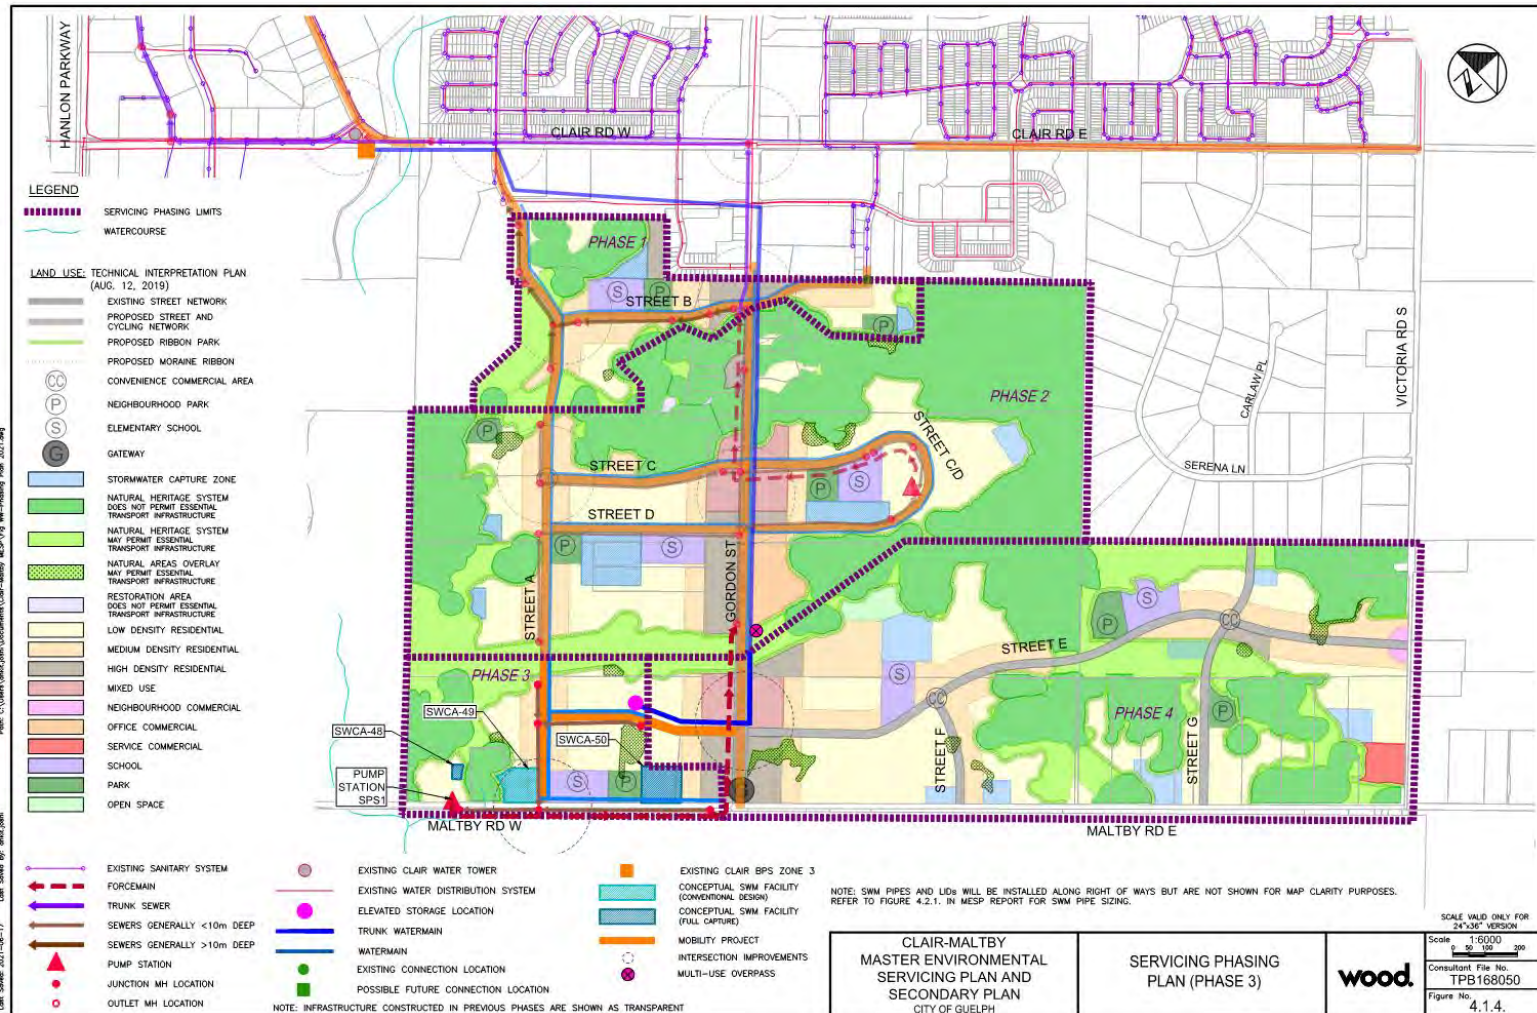 HANLON PARKWAY
CLAIR RD W
CLAIR RD E
LEGEND
SERVICING PHASING LIMITS
WATERCOURSE
LAND USE: TECHNICAL INTERPRETATION PLAN
(AUG. 12, 2019)
EXISTING STREET NETWORK
PROPOSED STREET AND
CYCLING NETWORK
PROPOSED RIBBON PARK
PROPOSED MORAINE RIBBON
CC CONVENIENCE COMMERCIAL AREA
P NEIGHBOURHOOD PARK
S ELEMENTARY SCHOOL
G GATEWAY
STORMWATER CAPTURE ZONE
NATURAL HERITAGE SYSTEM
DOES NOT PERMIT ESSENTIAL
TRANSPORT INFRASTRUCTURE
NATURAL HERITAGE SYSTEM
MAY PERMIT ESSENTIAL
TRANSPORT INFRASTRUCTURE
NATURAL AREAS OVERLAY
MAY PERMIT ESSENTIAL
TRANSPORT INFRASTRUCTURE
RESTORATION AREA
DOES NOT PERMIT ESSENTIAL
TRANSPORT INFRASTRUCTURE
LOW DENSITY RESIDENTIAL
MEDIUM DENSITY RESIDENTIAL
HIGH DENSITY RESIDENTIAL
MIXED USE
NEIGHBOURHOOD COMMERCIAL
OFFICE COMMERCIAL
SERVICE COMMERCIAL
SCHOOL
PARK
OPEN SPACE
PHASE 1
S
P
STREET B
P
PHASE 2
VICTORIA RD S
CARLAW PL
SERENA LN
P
STREET C
STREET C/D
P
S
STREET D
P
S
STREET A
GORDON ST
PHASE 3
SWCA-48
SWCA-49
SWCA-50
PUMP
STATION
SPS1
S
P
G
STREET E
S
P
S
CC
CC
STREET F
STREET G
P
PHASE 4
MALTBY RD W
MALTBY RD E
EXISTING SANITARY SYSTEM
FORCEMAIN
TRUNK SEWER
SEWERS GENERALLY <10m DEEP
SEWERS GENERALLY >10m DEEP
PUMP STATION
JUNCTION MH LOCATION
OUTLET MH LOCATION
EXISTING CLAIR WATER TOWER
EXISTING WATER DISTRIBUTION SYSTEM
ELEVATED STORAGE LOCATION
TRUNK WATERMAIN
WATERMAIN
EXISTING CONNECTION LOCATION
POSSIBLE FUTURE CONNECTION LOCATION
NOTE: INFRASTRUCTURE CONSTRUCTED IN PREVIOUS PHASES ARE SHOWN AS TRANSPARENT
EXISTING CLAIR BPS ZONE 3
CONCEPTUAL SWM FACILITY
(CONVENTIONAL DESIGN)
CONCEPTUAL SWM FACILITY
(FULL CAPTURE)
MOBILITY PROJECT
INTERSECTION IMPROVEMENTS
MULTI-USE OVERPASS
NOTE: SWM PIPES AND LIDs WILL BE INSTALLED ALONG RIGHT OF WAYS BUT ARE NOT SHOWN FOR MAP CLARITY PURPOSES.
REFER TO FIGURE 4.2.1. IN MESP REPORT FOR SWM PIPE SIZING.
CLAIR-MALTBY
MASTER ENVIRONMENTAL
SERVICING PLAN AND
SECONDARY PLAN
CITY OF GUELPH
SERVICING PHASING
PLAN (PHASE 3)
wood.
SCALE VALID ONLY FOR
24"x36" VERSION
Scale 1:6000
0 50 100 200
Consultant File No.
TPB168050
Figure No.
4.1.4.